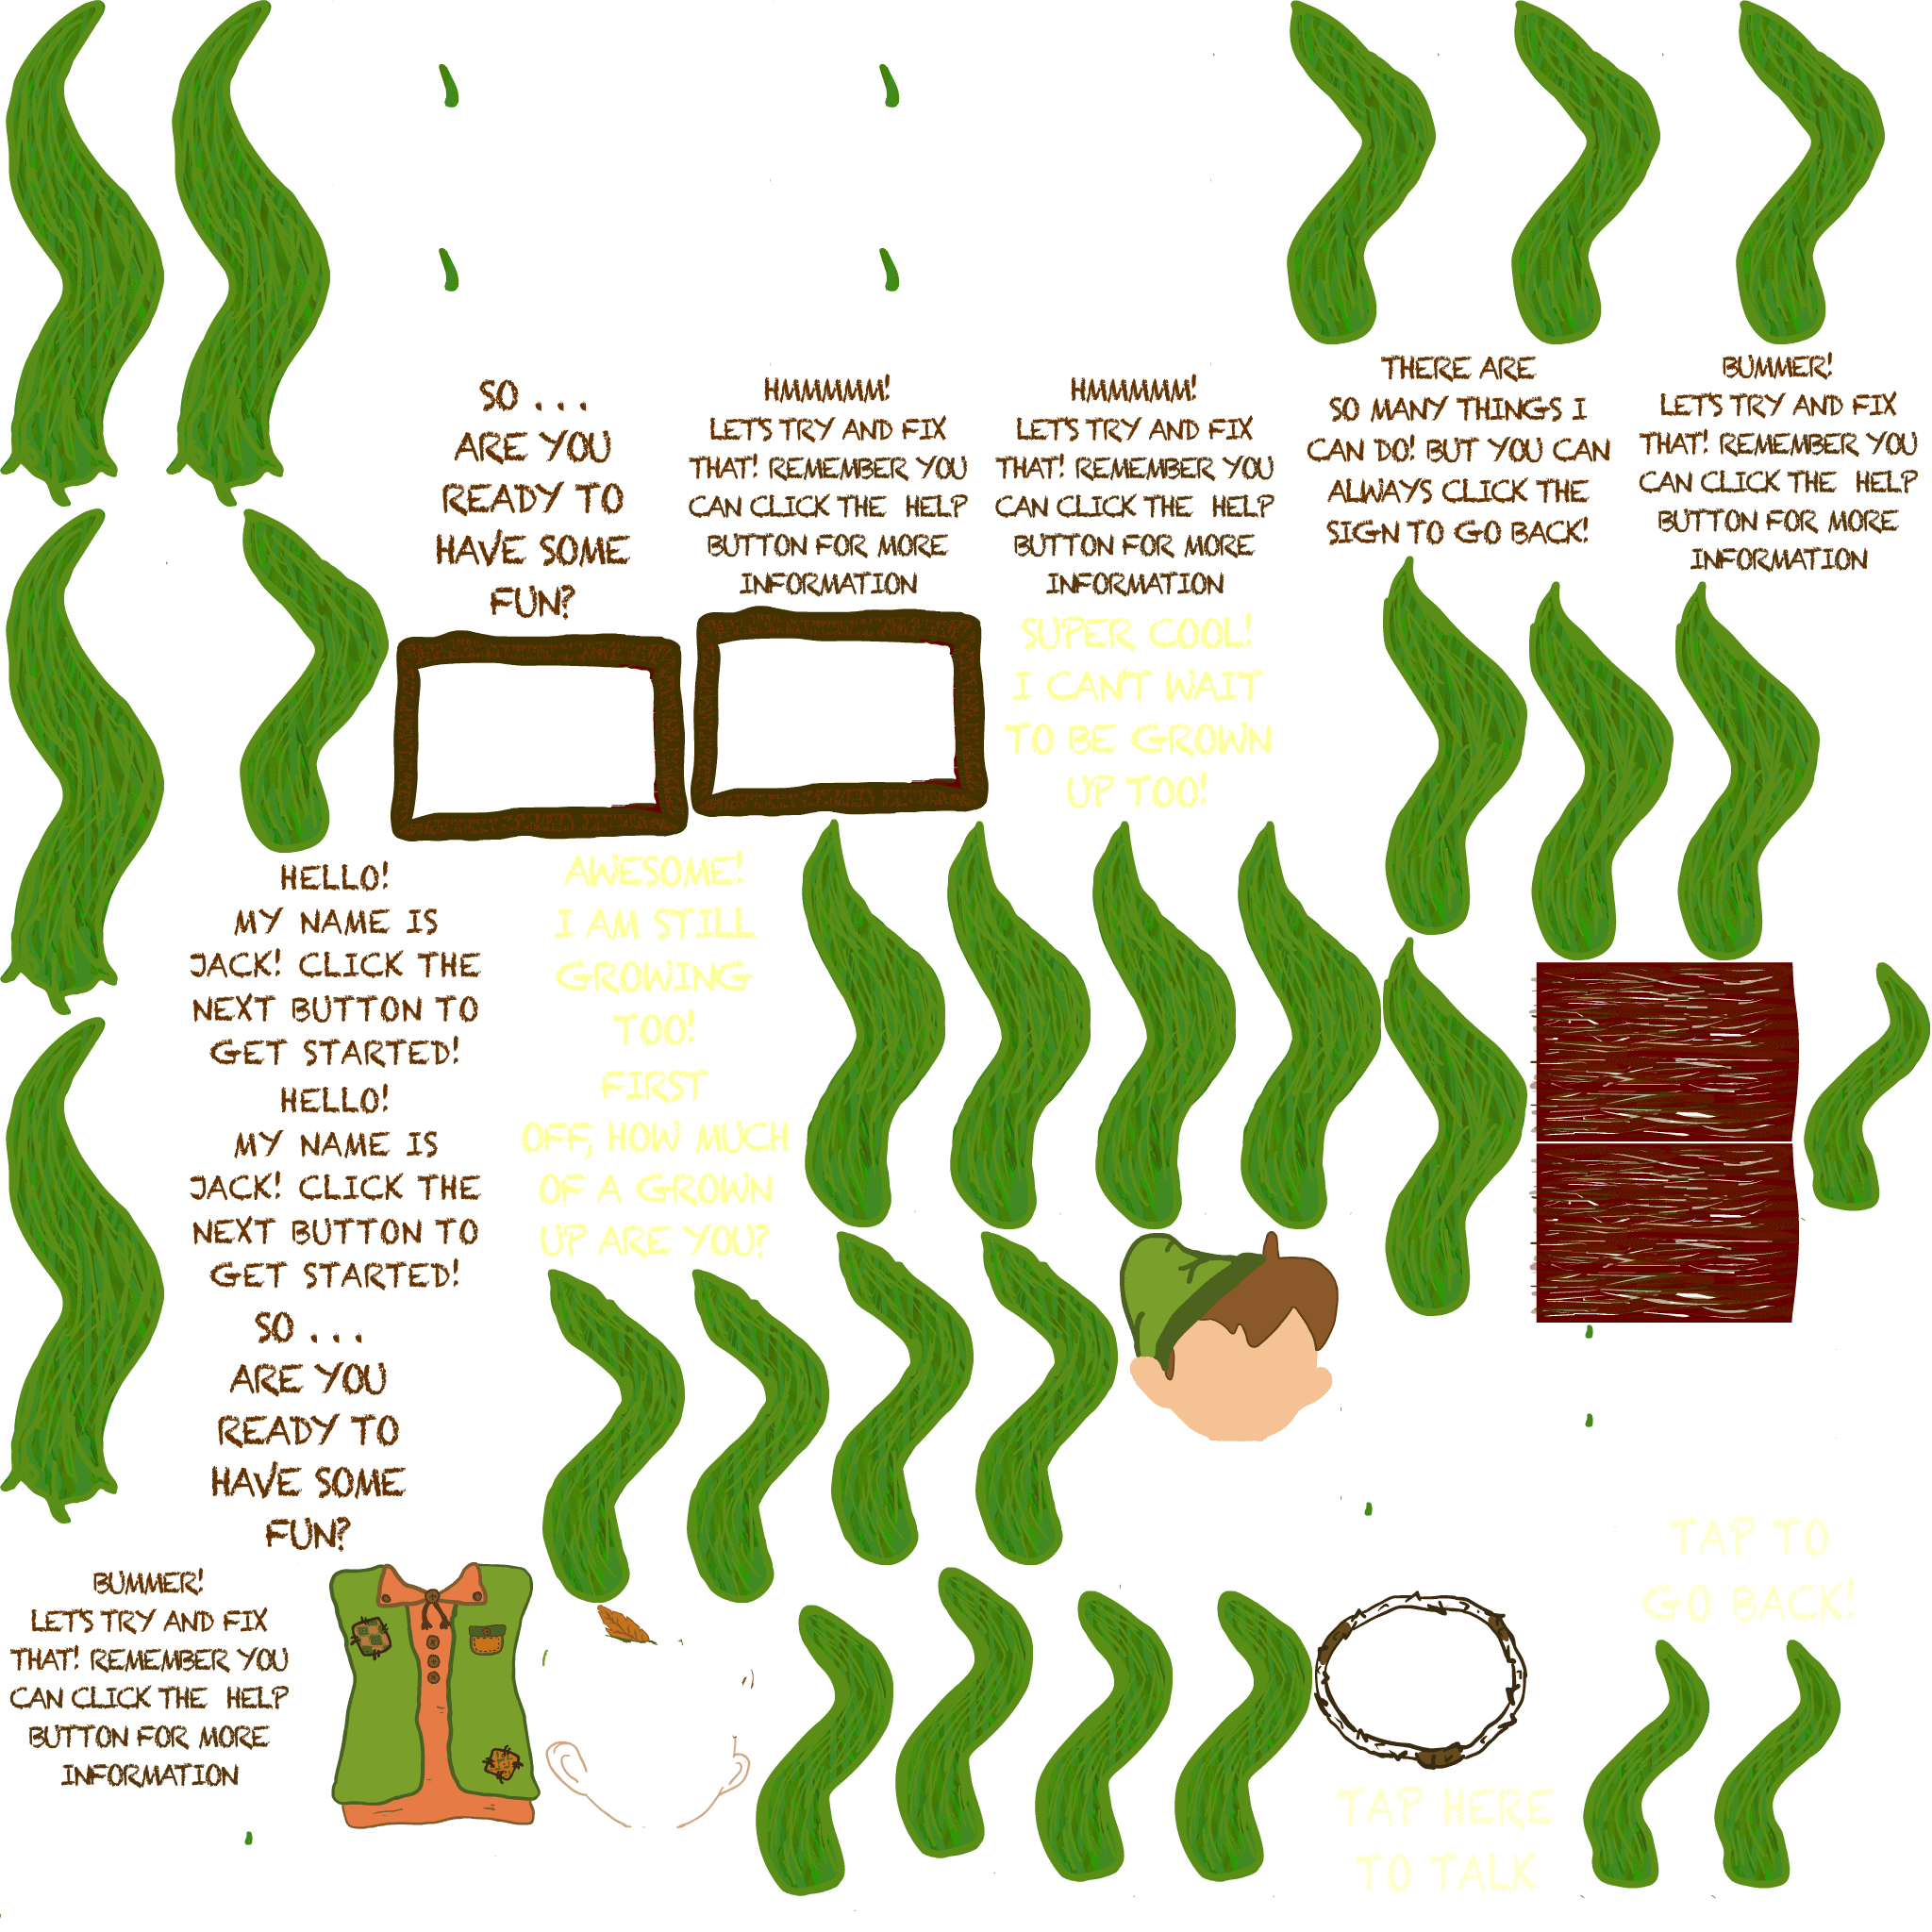 SO . . .
ARE YOU
READY TO
HAVE SOME
FUN?
HMMMMM!
LET'S TRY AND FIX
THAT! REMEMBER YOU
CAN CLICK THE HELP
BUTTON FOR MORE
INFORMATION
HMMMMM!
LET'S TRY AND FIX
THAT! REMEMBER YOU
CAN CLICK THE HELP
BUTTON FOR MORE
INFORMATION
THERE ARE
SO MANY THINGS I
CAN DO! BUT YOU CAN
ALWAYS CLICK THE
SIGN TO GO BACK!
BUMMER!
LET'S TRY AND FIX
THAT! REMEMBER YOU
CAN CLICK THE HELP
BUTTON FOR MORE
INFORMATION
SUPER COOL!
I CAN'T WAIT
TO BE GROWN
UP TOO!
HELLO!
MY NAME IS
JACK! CLICK THE
NEXT BUTTON TO
GET STARTED!
AWESOME!
I AM STILL
GROWING
TOO!
HELLO!
MY NAME IS
JACK! CLICK THE
NEXT BUTTON TO
GET STARTED!
FIRST
OFF, HOW MUCH
OF A GROWN
UP ARE YOU?
SO . . .
ARE YOU
READY TO
HAVE SOME
FUN?
BUMMER!
LET'S TRY AND FIX
THAT! REMEMBER YOU
CAN CLICK THE HELP
BUTTON FOR MORE
INFORMATION
TAP TO
GO BACK!
TAP HERE
TO TALK